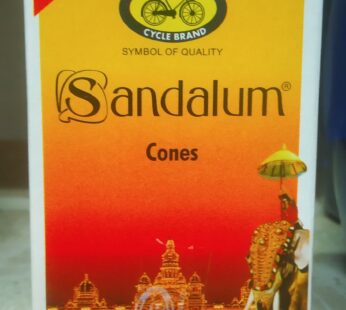 CYCLE BRAND
SYMBOL OF QUALITY
Sandalum®
Cones